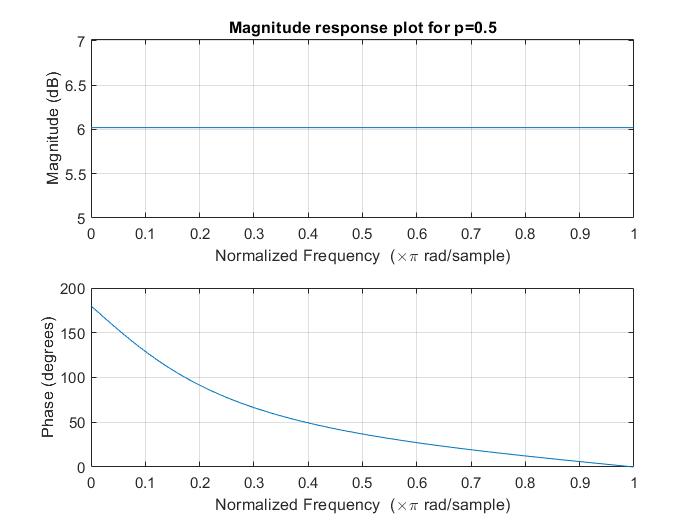 Magnitude response plot for p=0.5
Magnitude (dB)
7
6.5
6
5.5
5
0 0.1 0.2 0.3 0.4 0.5 0.6 0.7 0.8 0.9 1
Normalized Frequency (×π rad/sample)
Phase (degrees)
200
150
100
50
0
0 0.1 0.2 0.3 0.4 0.5 0.6 0.7 0.8 0.9 1
Normalized Frequency (×π rad/sample)